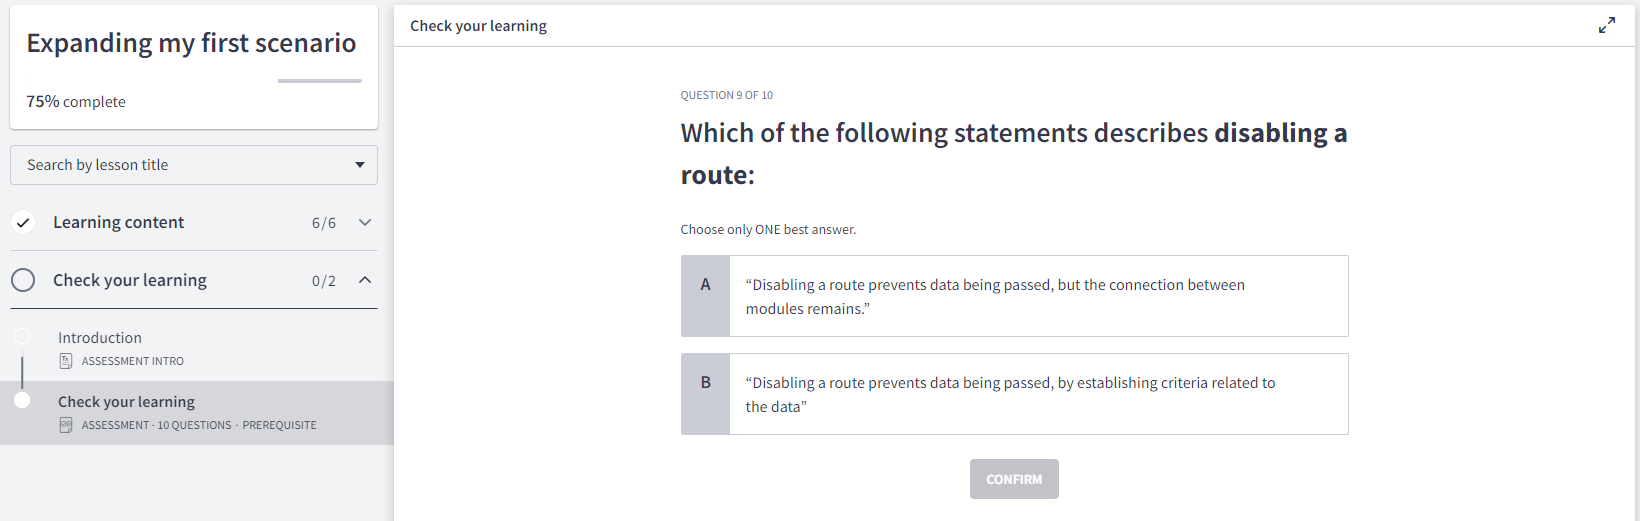 Expanding my first scenario
75% complete
Search by lesson title
Learning content 6/6
Check your learning 0/2
Introduction
ASSESSMENT INTRO
Check your learning
ASSESSMENT · 10 QUESTIONS · PREREQUISITE
Check your learning
QUESTION 9 OF 10
Which of the following statements describes disabling a
route:
Choose only ONE best answer.
A
“Disabling a route prevents data being passed, but the connection between
modules remains.”
B
“Disabling a route prevents data being passed, by establishing criteria related to
the data”
CONFIRM